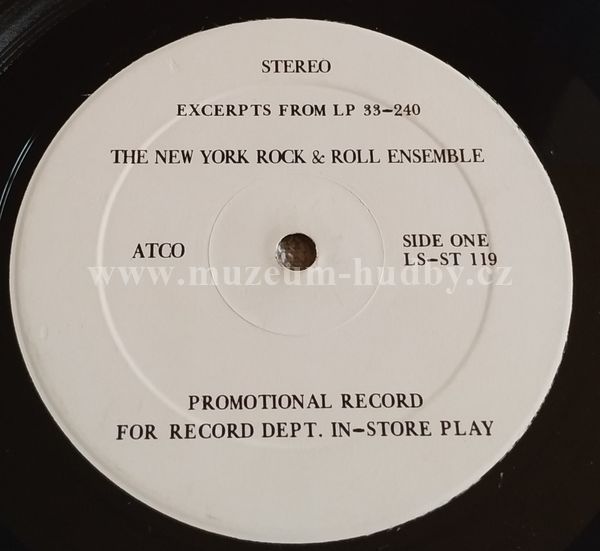 STEREO
EXCERPTS FROM LP 33-240
THE NEW YORK ROCK & ROLL ENSEMBLE
ATCO
SIDE ONE
LS-ST 119
www.muzeum-hudby.cz
PROMOTIONAL RECORD
FOR RECORD DEPT. IN-STORE PLAY